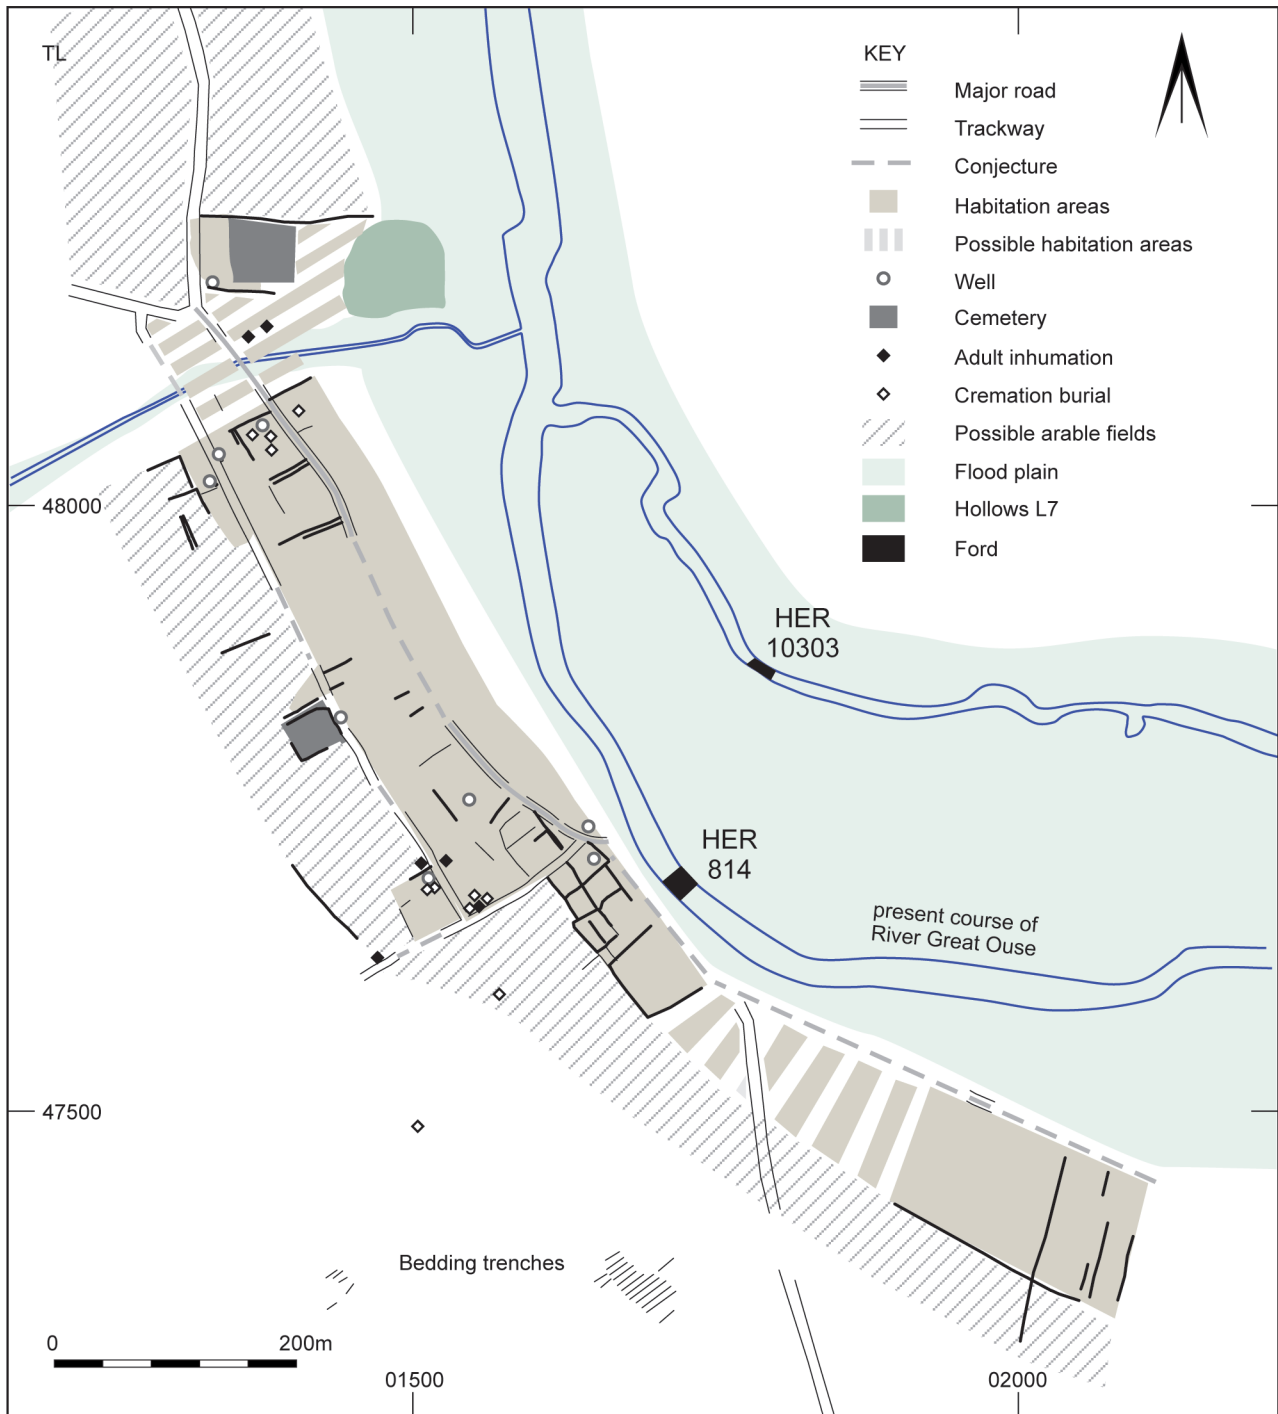 TL
KEY
Major road
Trackway
Conjecture
Habitation areas
Possible habitation areas
Well
Cemetery
Adult inhumation
Cremation burial
Possible arable fields
Flood plain
Hollows L7
Ford
48000
HER
10303
HER
814
present course of
River Great Ouse
47500
Bedding trenches
0
200m
01500
02000